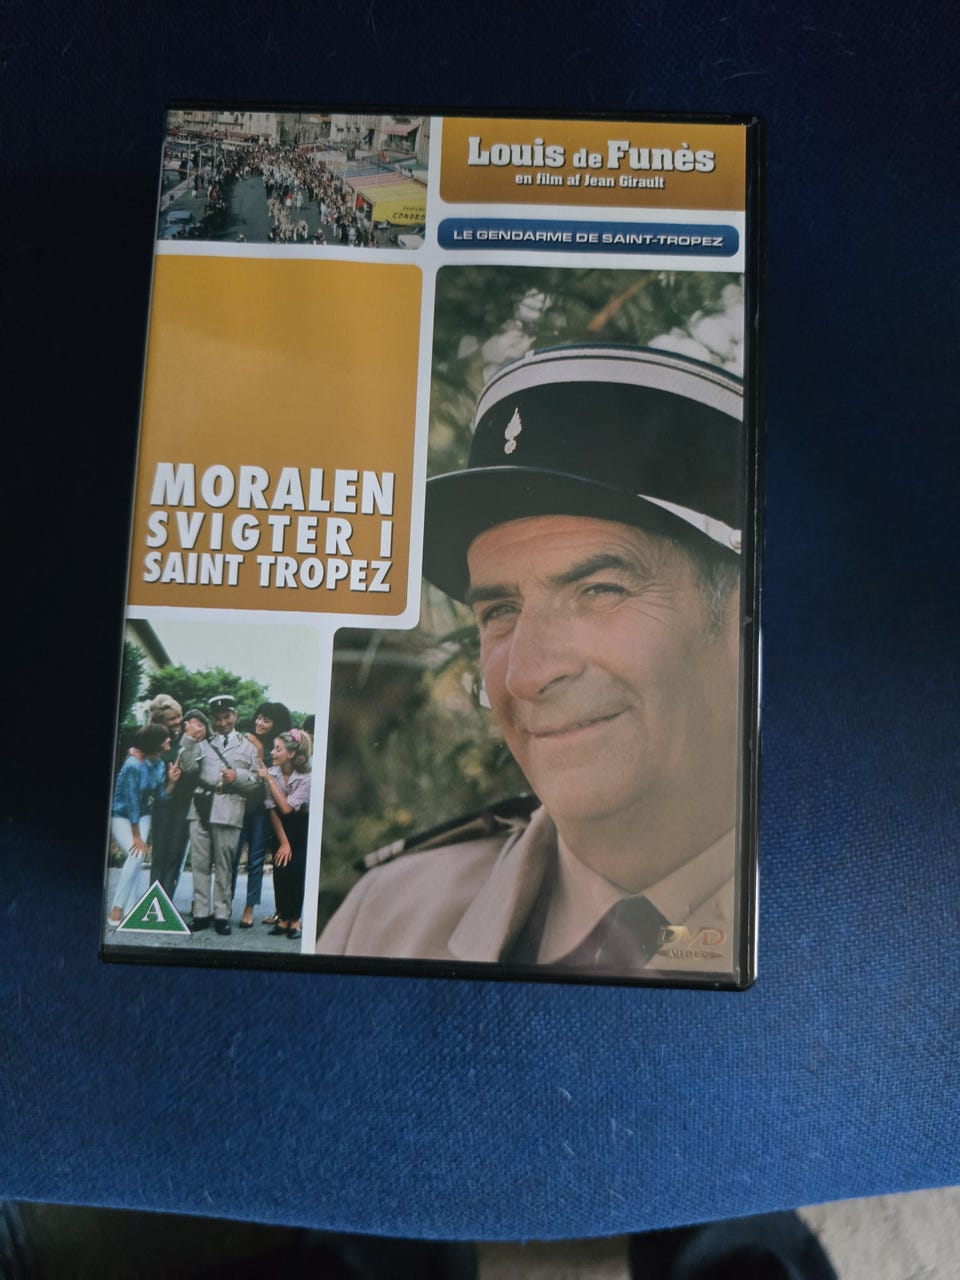 Louis de Funès
en film af Jean Girault
LE GENDARME DE SAINT-TROPEZ
CONDRO
MORALEN
SVIGTER I
SAINT TROPEZ
A
DVD
VIDEO